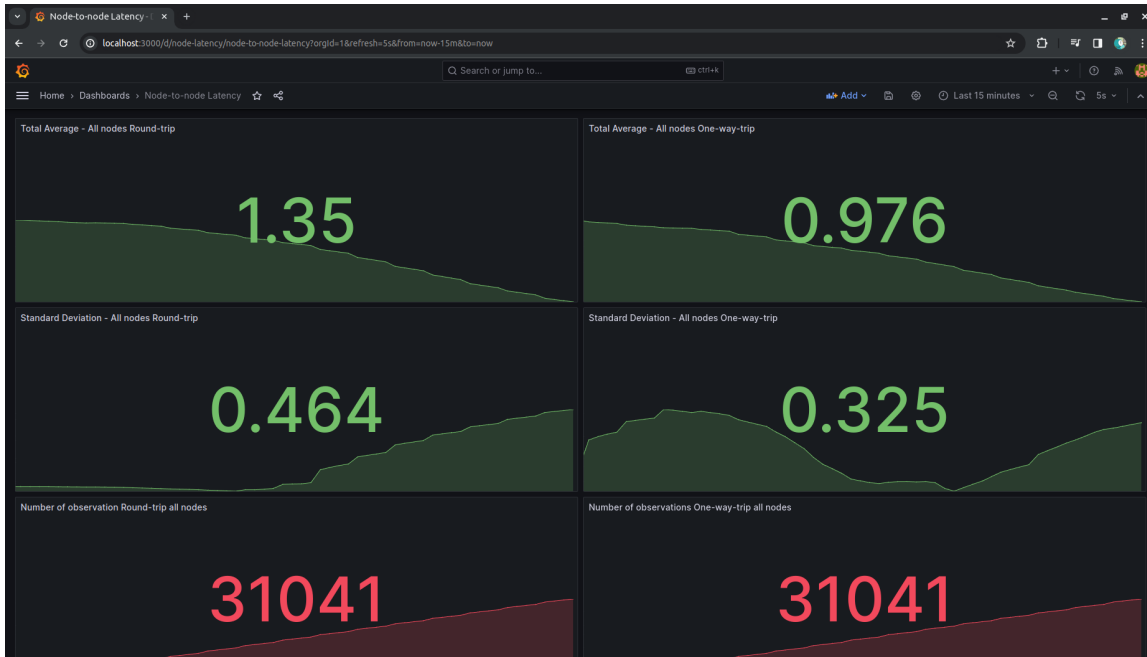 Node-to-node Latency -
localhost:3000/d/node-latency/node-to-node-latency?orgId=1&refresh=5s&from=now-15m&to=now
Search or jump to... ctrl+k
Home › Dashboards › Node-to-node Latency Add Last 15 minutes 5s
Total Average - All nodes Round-trip
1.35
Total Average - All nodes One-way-trip
0.976
Standard Deviation - All nodes Round-trip
0.464
Standard Deviation - All nodes One-way-trip
0.325
Number of observation Round-trip all nodes
31041
Number of observations One-way-trip all nodes
31041